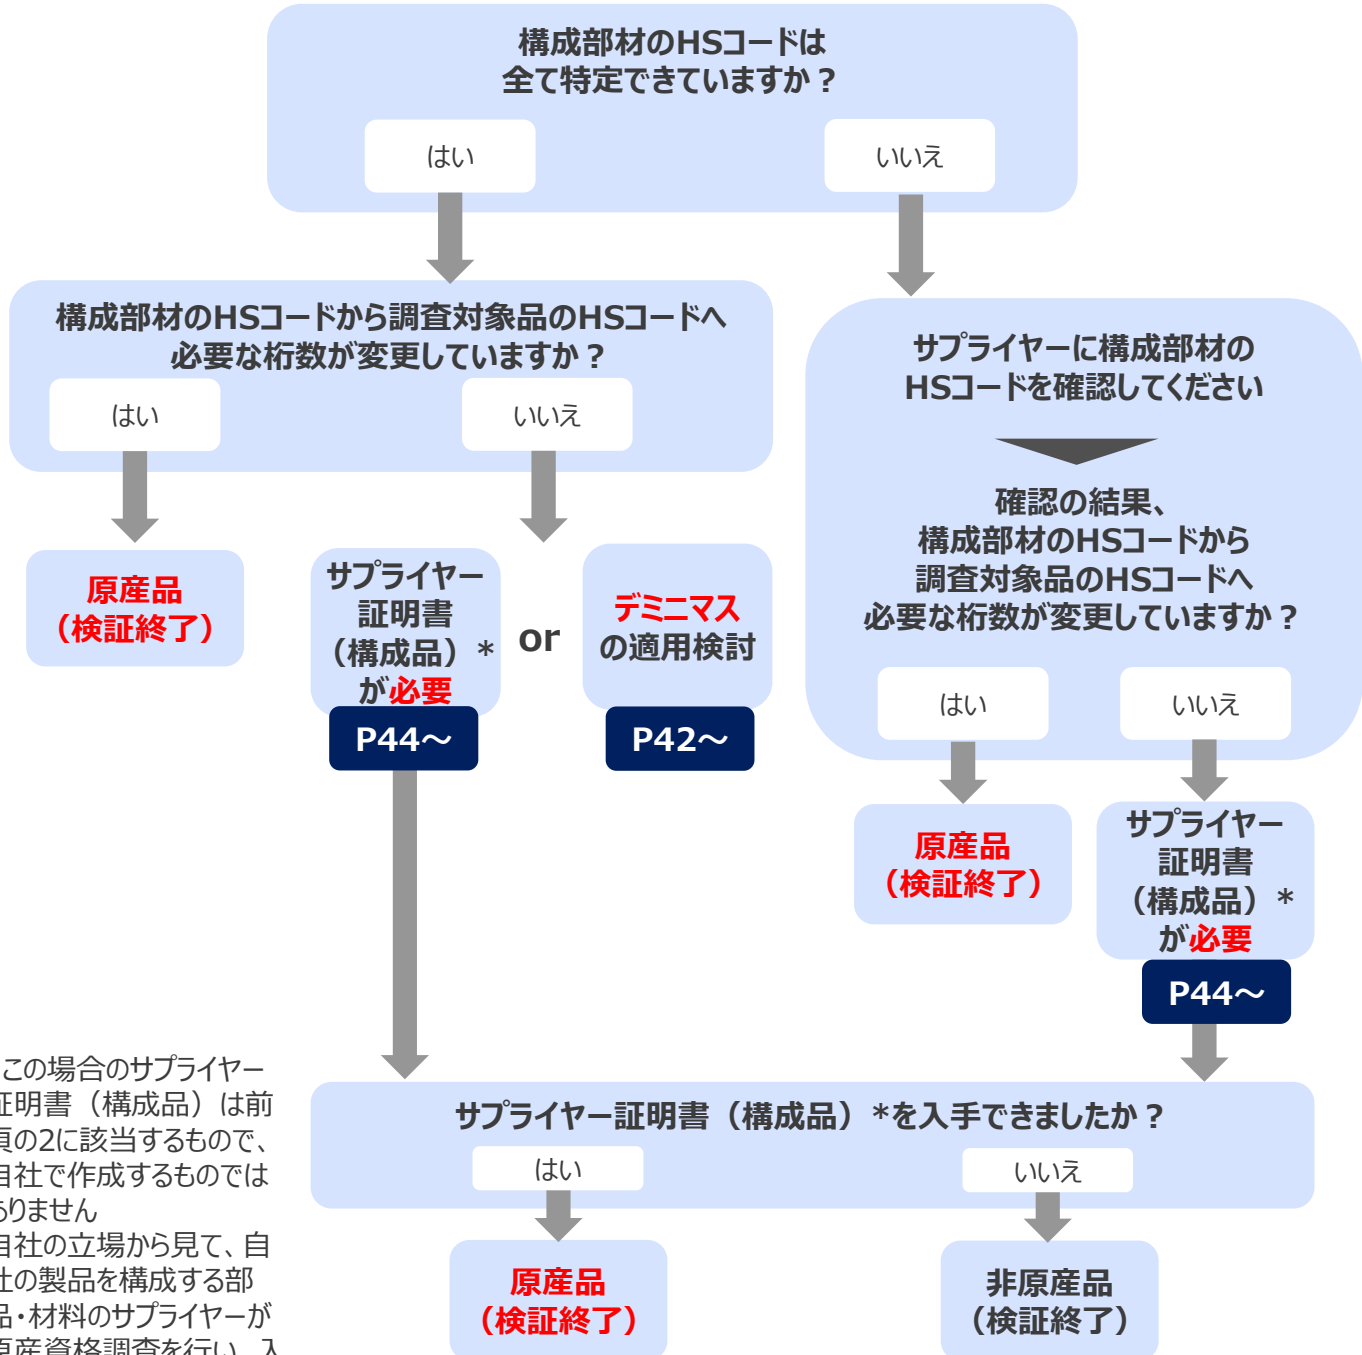 構成部材のHSコードは
全て特定できていますか？
はい
いいえ
構成部材のHSコードから調査対象品のHSコードへ
必要な桁数が変更していますか？
はい
いいえ
サプライヤーに構成部材の
HSコードを確認してください
確認の結果、
構成部材のHSコードから
調査対象品のHSコードへ
必要な桁数が変更していますか？
はい
いいえ
原産品
（検証終了）
サプライヤー
証明書
（構成品）*
が必要
P44～
or
デミニマス
の適用検討
P42～
原産品
（検証終了）
サプライヤー
証明書
（構成品）*
が必要
P44～
この場合のサプライヤー
証明書（構成品）は前
頁の2に該当するもので、
自社で作成するものでは
ありません
自社の立場から見て、自
社の製品を構成する部
品・材料のサプライヤーが
原産資格調査を行い、入
サプライヤー証明書（構成品）*を入手できましたか？
はい
いいえ
原産品
（検証終了）
非原産品
（検証終了）